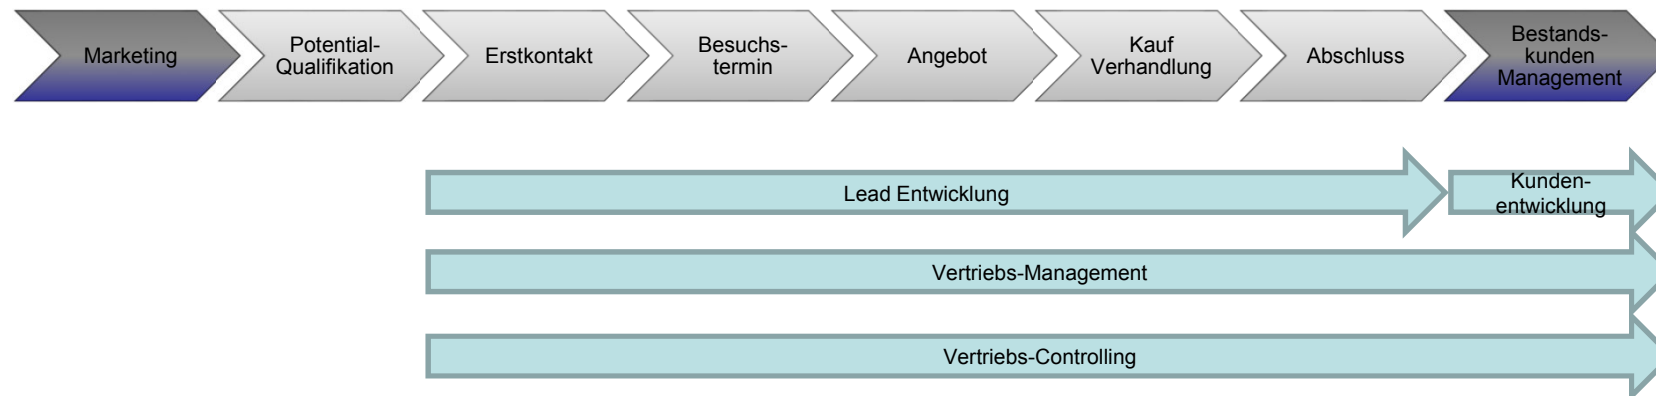 Marketing
Potential-
Qualifikation
Erstkontakt
Besuchs-
termin
Angebot
Kauf
Verhandlung
Abschluss
Bestands-
kunden
Management
Lead Entwicklung
Kunden-
entwicklung
Vertriebs-Management
Vertriebs-Controlling